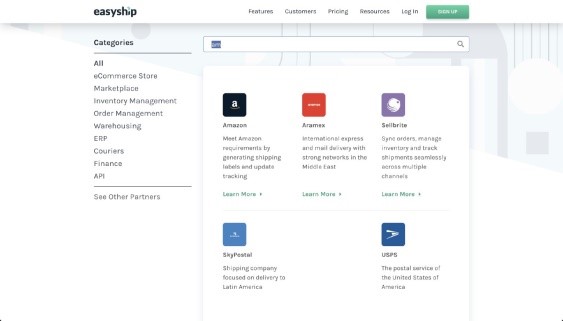 easyship
Features Customers Pricing Resources Log In SIGN UP
Categories
All
eCommerce Store
Marketplace
Inventory Management
Order Management
Warehousing
ERP
Couriers
Finance
API
See Other Partners
Amazon
Meet Amazon
requirements by
generating shipping
labels and update
tracking
Learn More
Aramex
International express
and mail delivery with
strong networks in the
Middle East
Learn More
Sellbrite
Sync orders, manage
inventory and track
shipments seamlessly
across multiple
channels
Learn More
SkyPostal
Shipping company
focused on delivery to
Latin America
USPS
The postal service of
the United States of
America